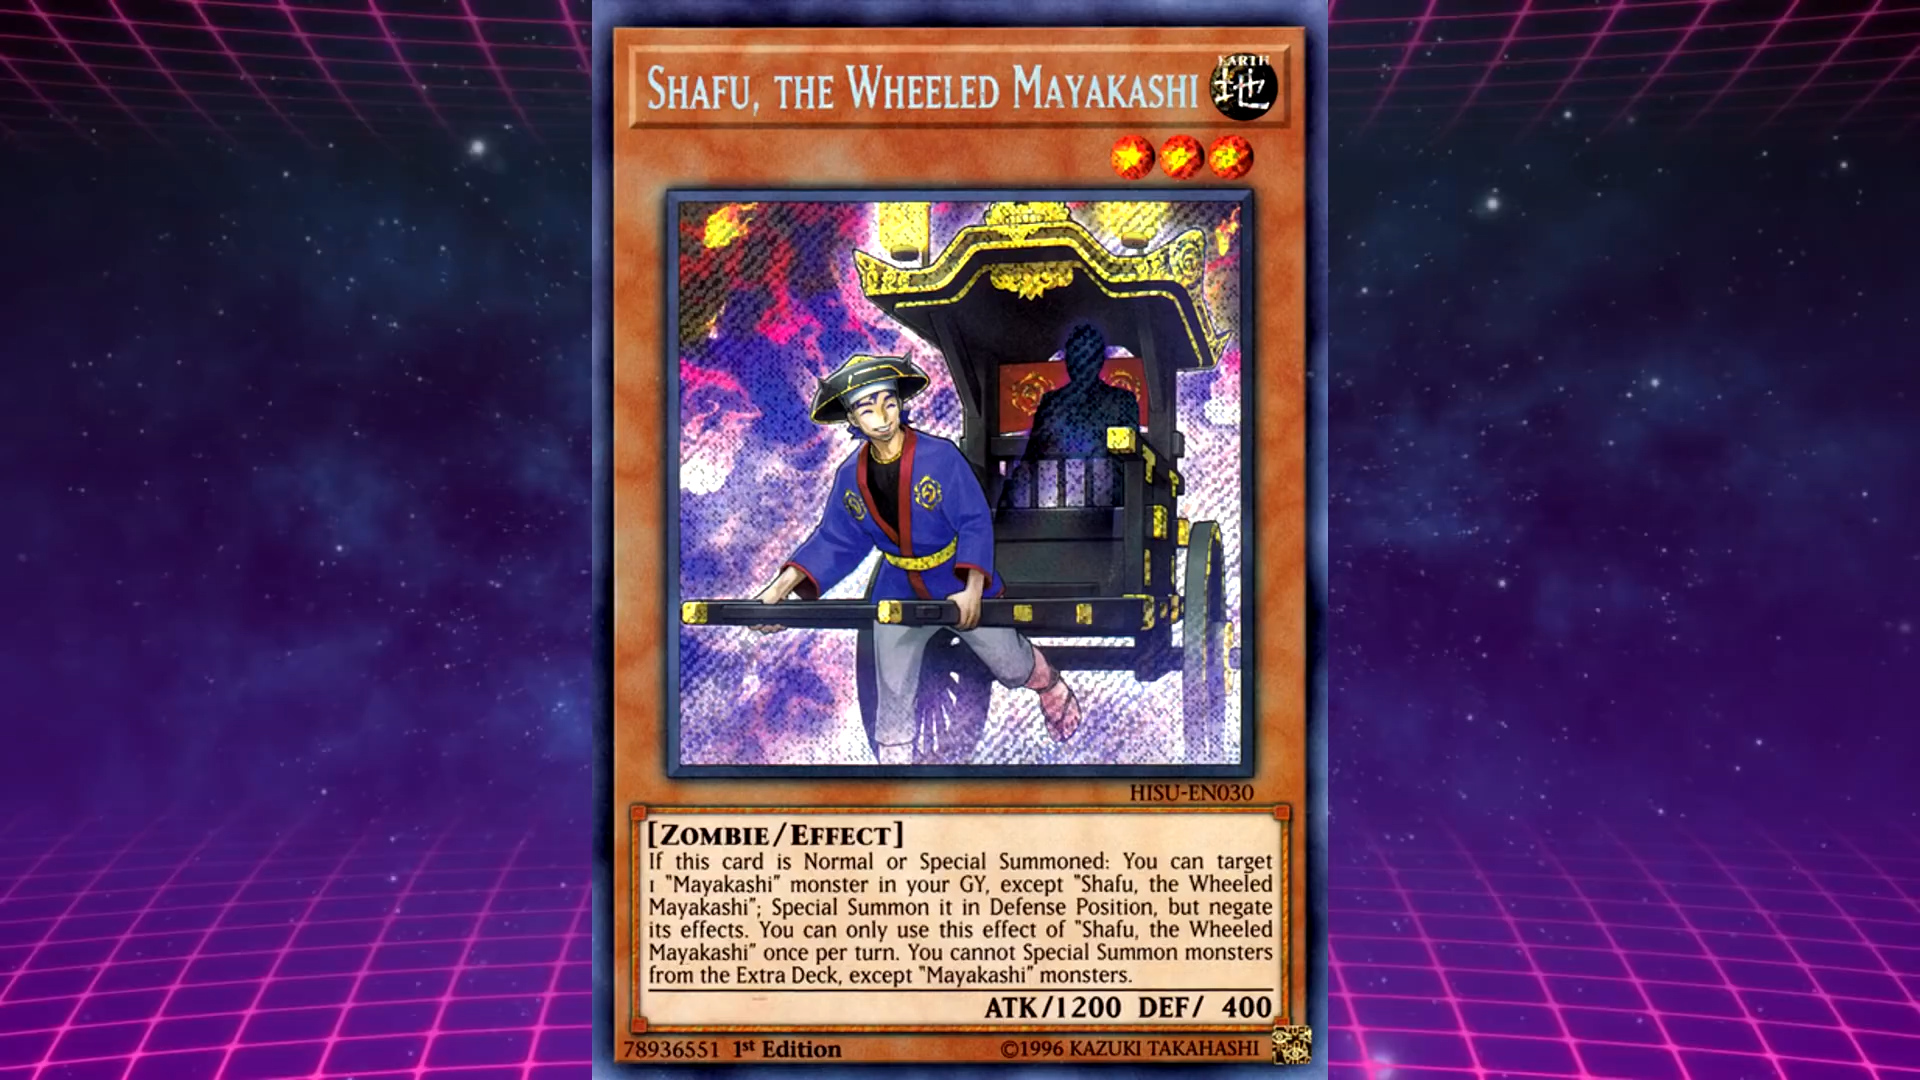 SHAFU, THE WHEELED MAYAKASHI
EARTH
地
HISU-EN030
[ZOMBIE/EFFECT]
If this card is Normal or Special Summoned: You can target
1 "Mayakashi" monster in your GY, except "Shafu, the Wheeled
Mayakashi"; Special Summon it in Defense Position, but negate
its effects. You can only use this effect of "Shafu, the Wheeled
Mayakashi" once per turn. You cannot Special Summon monsters
from the Extra Deck, except "Mayakashi" monsters.
ATK/1200 DEF/ 400
78936551 1st Edition ©1996 KAZUKI TAKAHASHI